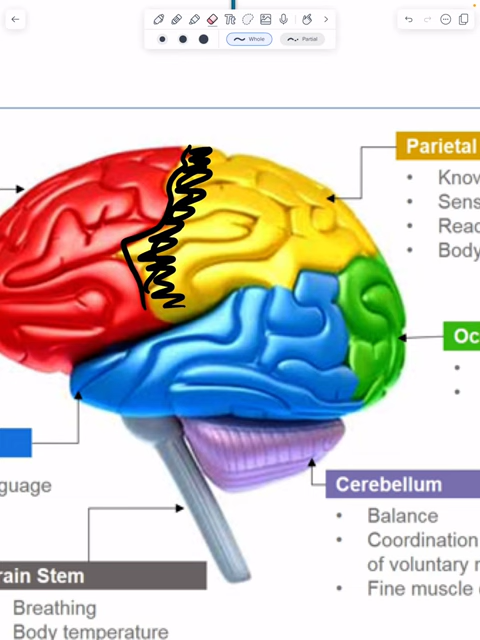 Whole
Partial
Parietal
• Know
• Sens
• Reac
• Body
Oc
•
•
guage
Cerebellum
• Balance
• Coordination
of voluntary
• Fine muscle
rain Stem
Breathing
Body temperature